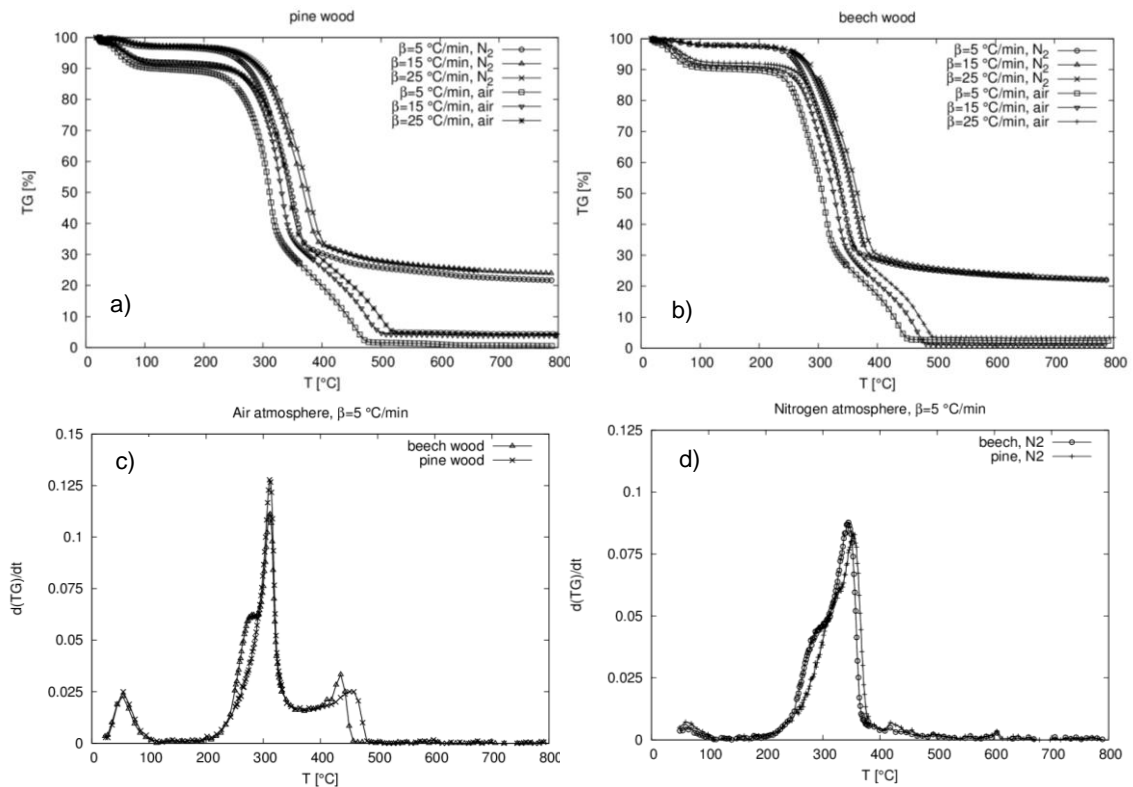 pine wood
100
90
80
70
60
50
40
30
20
10
0
TG [%]
0 100 200 300 400 500 600 700 800
T [°C]
β=5 °C/min, N2
β=15 °C/min, N2
β=25 °C/min, N2
β=5 °C/min, air
β=15 °C/min, air
β=25 °C/min, air
a)
beech wood
100
90
80
70
60
50
40
30
20
10
0
TG [%]
0 100 200 300 400 500 600 700 800
T [°C]
β=5 °C/min, N2
β=15 °C/min, N2
β=25 °C/min, N2
β=5 °C/min, air
β=15 °C/min, air
β=25 °C/min, air
b)
Air atmosphere, β=5 °C/min
0.15
0.125
0.1
0.075
0.05
0.025
0
d(TG)/dt
0 100 200 300 400 500 600 700 800
T [°C]
beech wood
pine wood
c)
Nitrogen atmosphere, β=5 °C/min
0.125
0.1
0.075
0.05
0.025
0
d(TG)/dt
0 100 200 300 400 500 600 700 800
T [°C]
beech, N2
pine, N2
d)